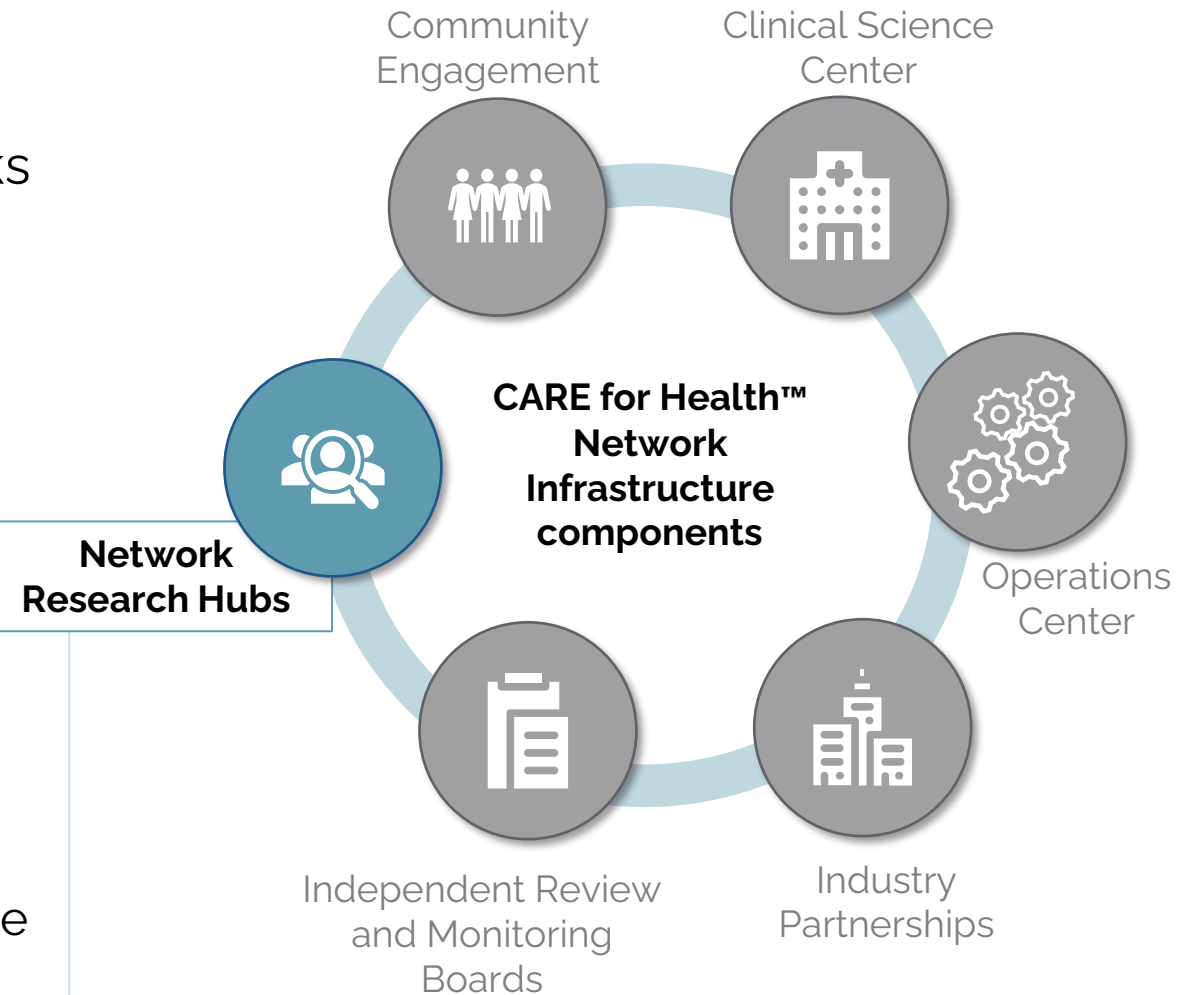 Community
Engagement
Clinical Science
Center
CARE for Health™
Network
Infrastructure
components
Network
Research Hubs
Operations
Center
Independent Review
and Monitoring
Boards
Industry
Partnerships